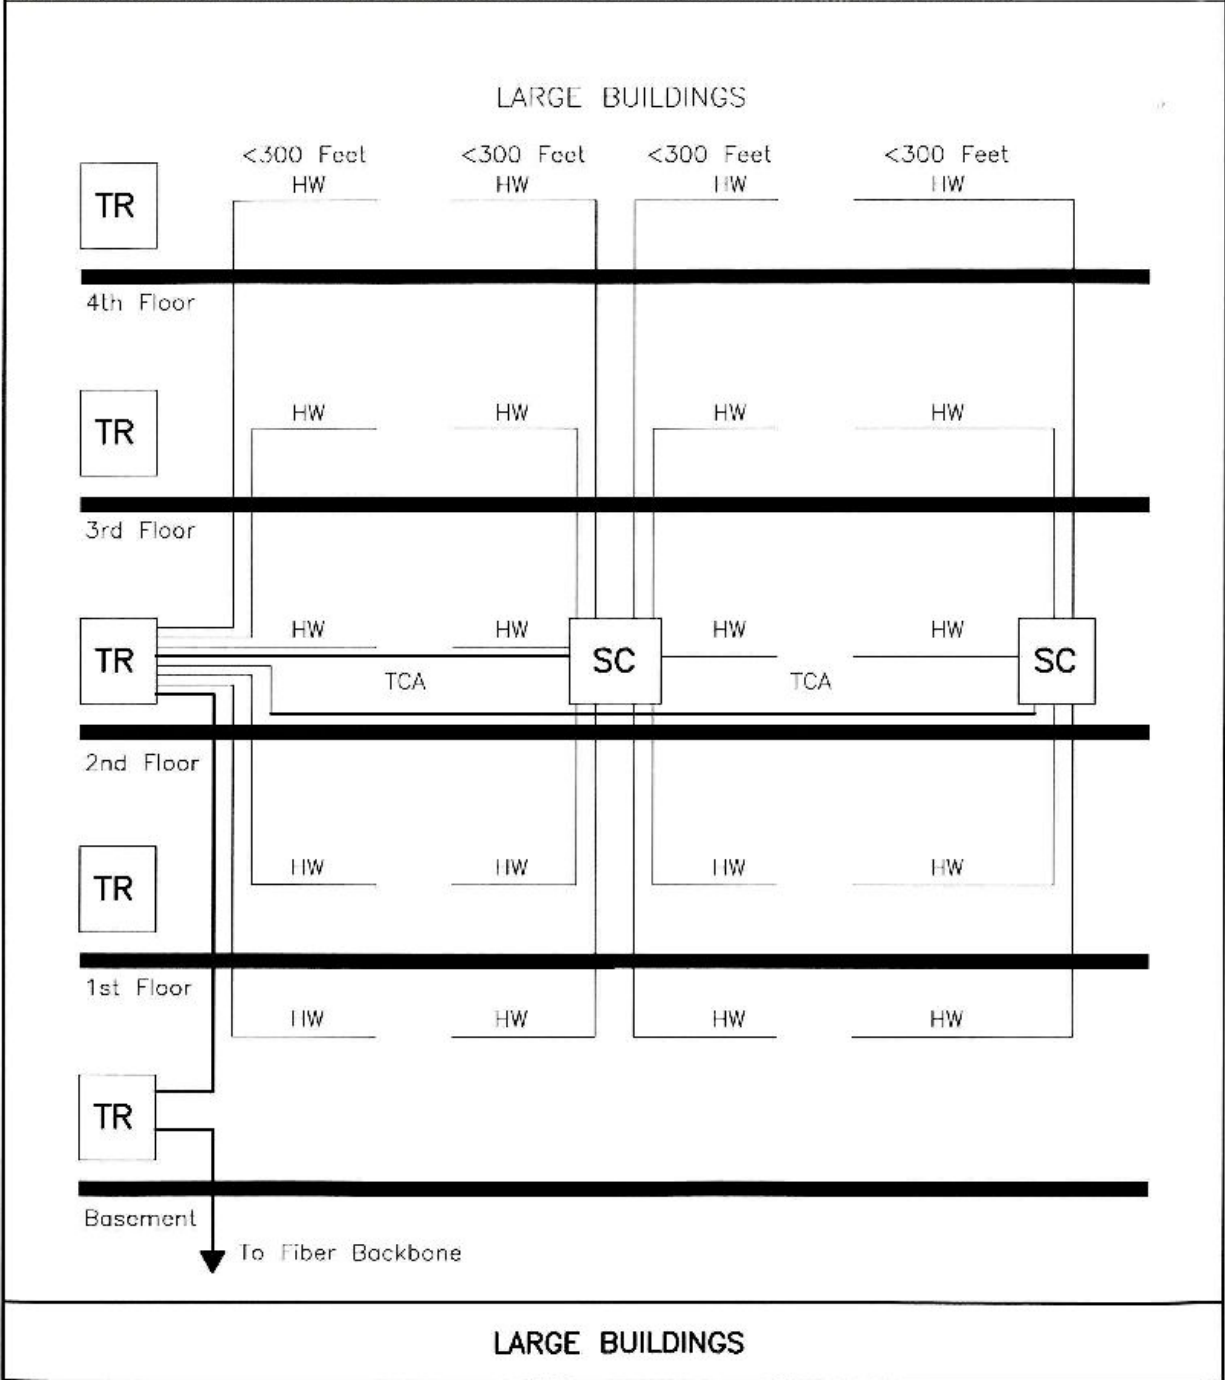 LARGE BUILDINGS
<300 Feet <300 Feet <300 Feet <300 Feet
HW HW HW HW
TR
4th Floor
HW HW HW HW
TR
3rd Floor
HW HW HW HW
TR SC SC
TCA TCA
2nd Floor
HW HW HW HW
TR
1st Floor
HW HW HW HW
TR
Basement
To Fiber Backbone
LARGE BUILDINGS